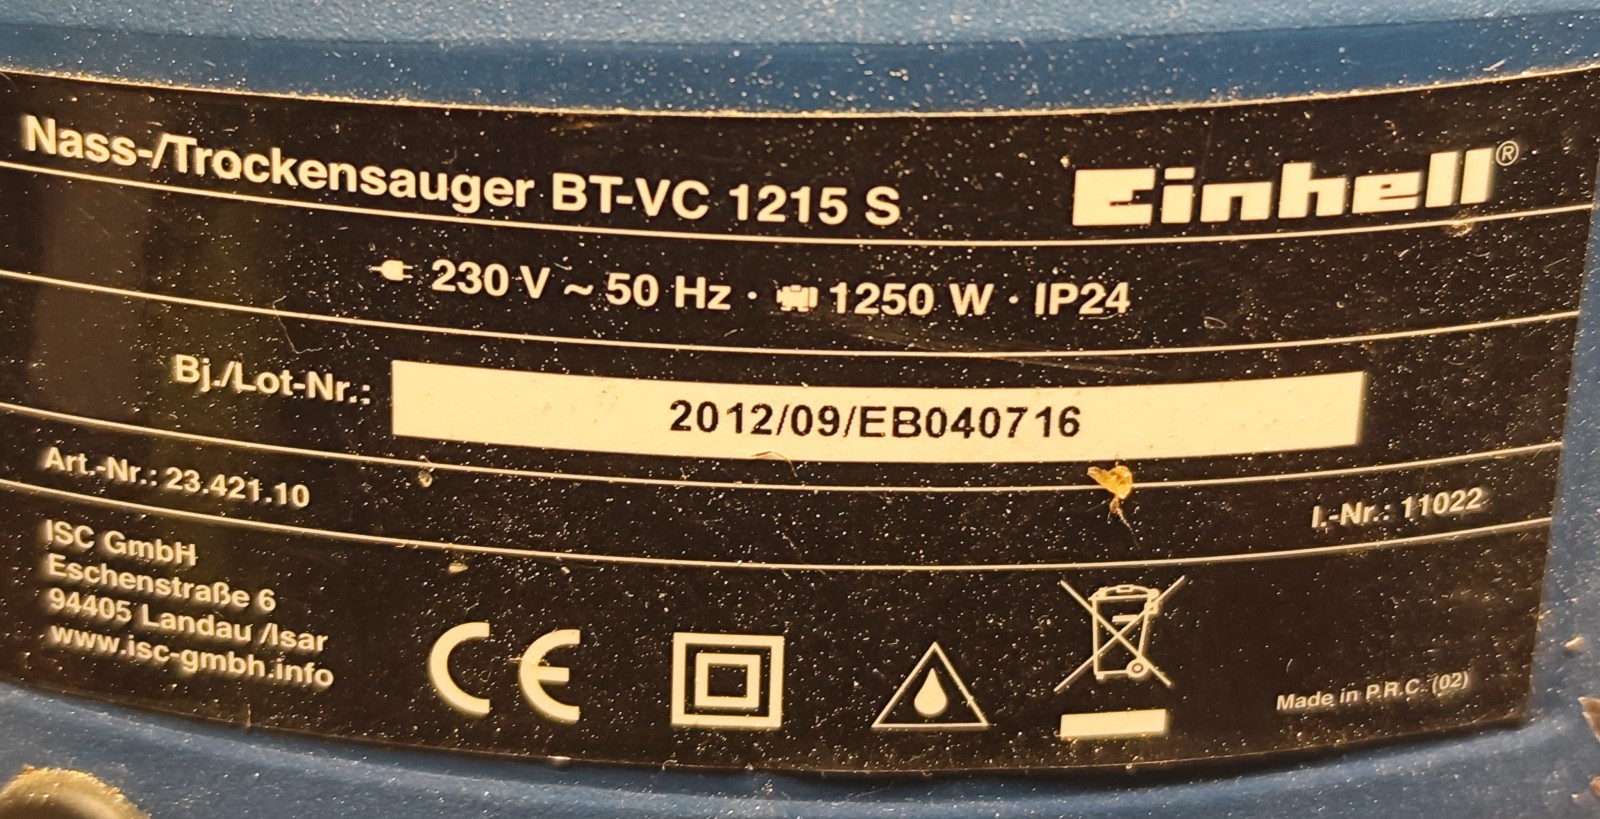 Nass-/Trockensauger BT-VC 1215 S
Einhell®
230 V ~ 50 Hz · 1250 W · IP24
Bj./Lot-Nr.: 2012/09/EB040716
Art.-Nr.: 23.421.10
I.-Nr.: 11022
ISC GmbH
Eschenstraße 6
94405 Landau /Isar
www.isc-gmbh.info
CE
Made in P.R.C. (02)